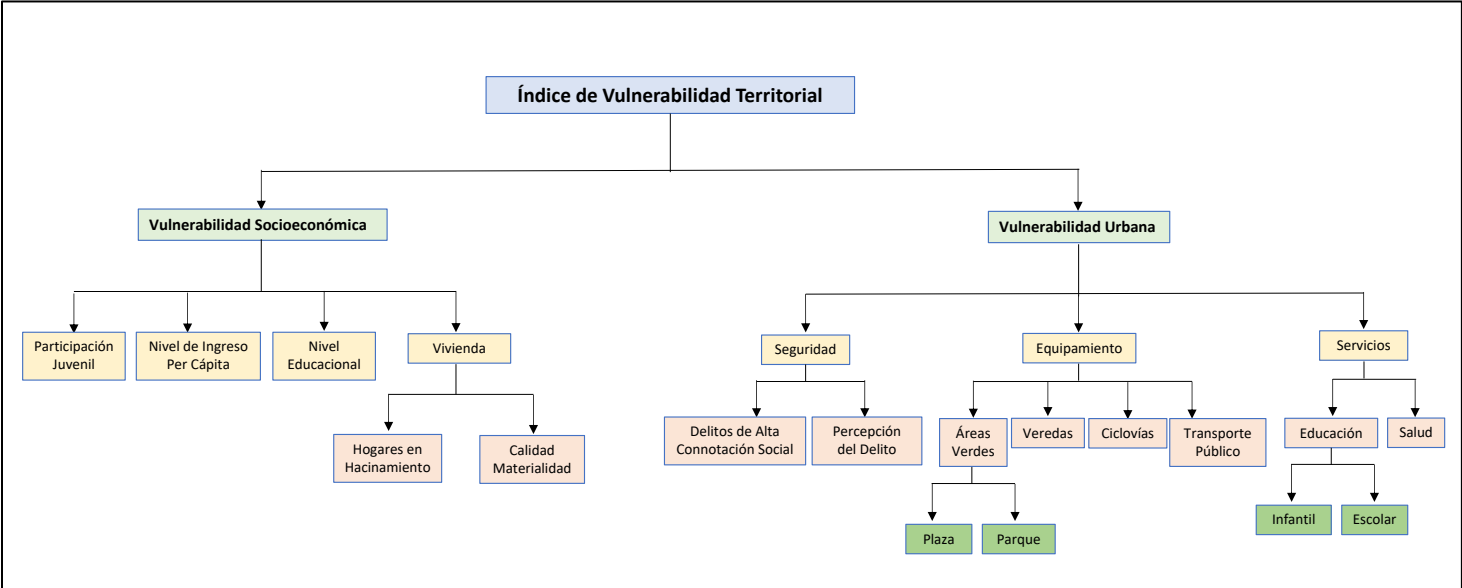 Índice de Vulnerabilidad Territorial
Vulnerabilidad Socioeconómica
Vulnerabilidad Urbana
Participación
Juvenil
Nivel de Ingreso
Per Cápita
Nivel
Educacional
Vivienda
Seguridad
Equipamiento
Servicios
Hogares en
Hacinamiento
Calidad
Materialidad
Delitos de Alta
Connotación Social
Percepción
del Delito
Áreas
Verdes
Veredas
Ciclovías
Transporte
Público
Educación
Salud
Plaza
Parque
Infantil
Escolar